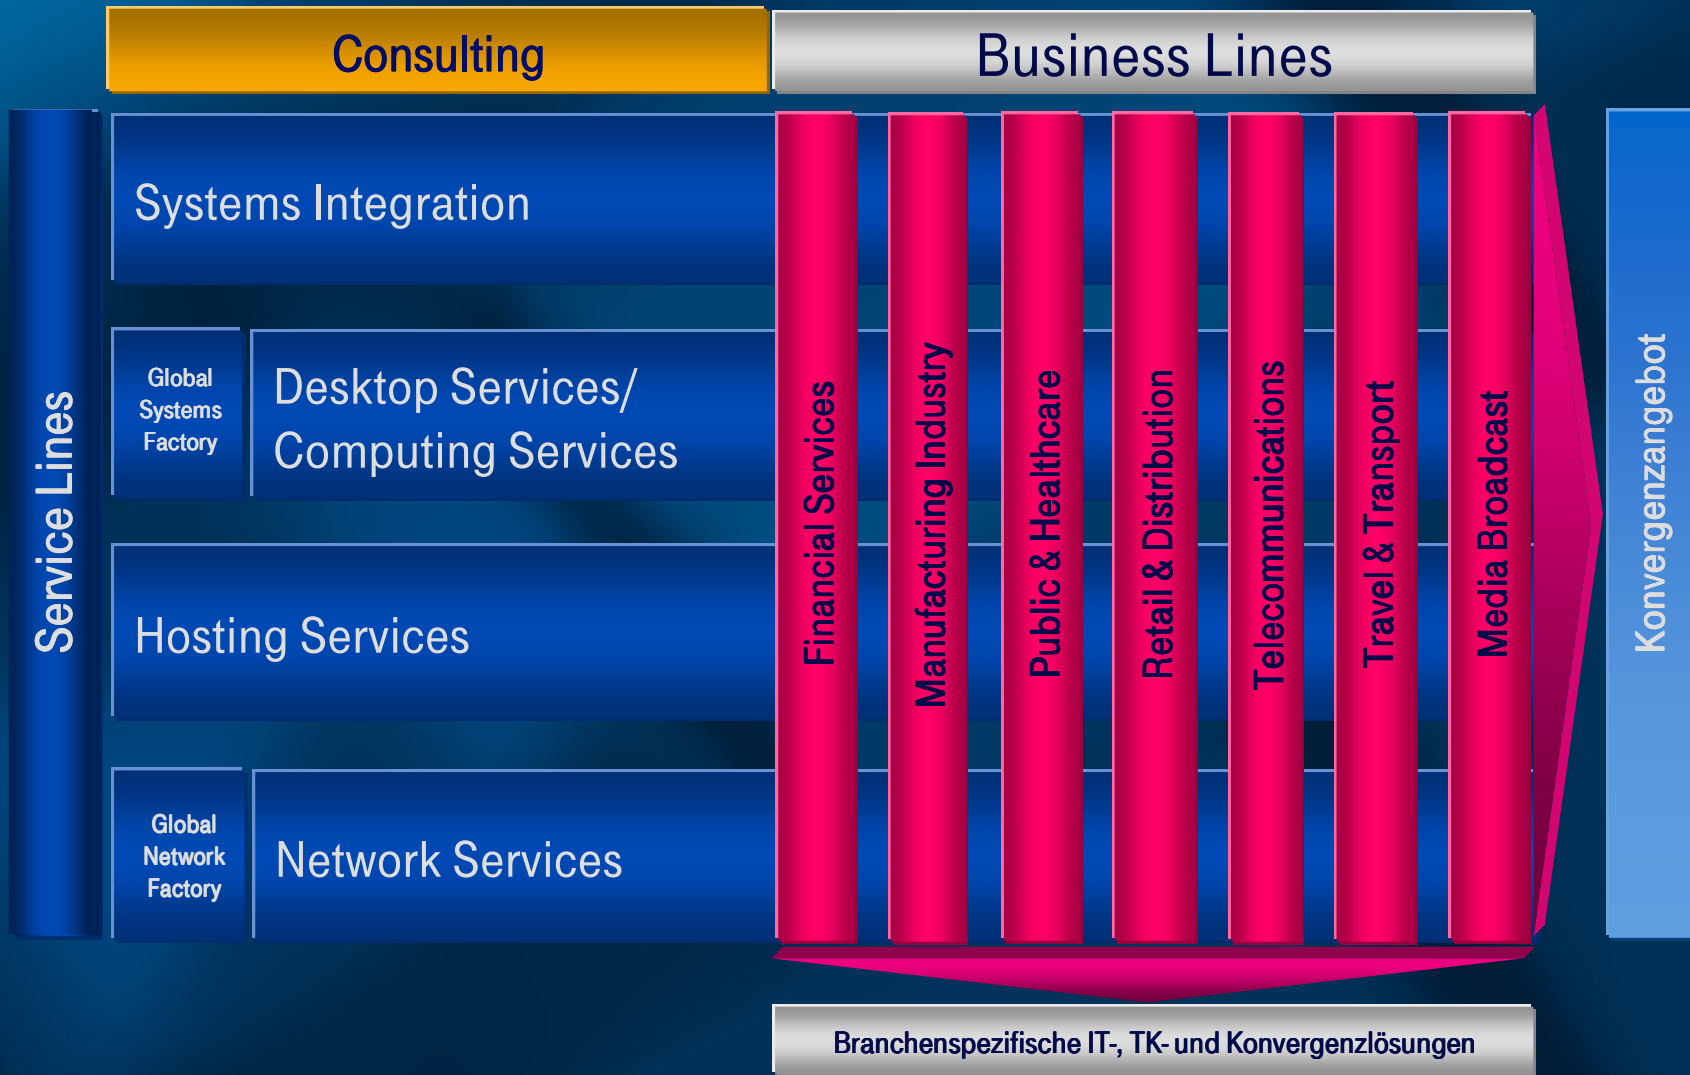 Consulting
Business Lines
Service Lines
Systems Integration
Global
Systems
Factory
Desktop Services/
Computing Services
Hosting Services
Global
Network
Factory
Network Services
Financial Services
Manufacturing Industry
Public & Healthcare
Retail & Distribution
Telecommunications
Travel & Transport
Media Broadcast
Konvergenzangebot
Branchenspezifische IT-, TK- und Konvergenzlösungen